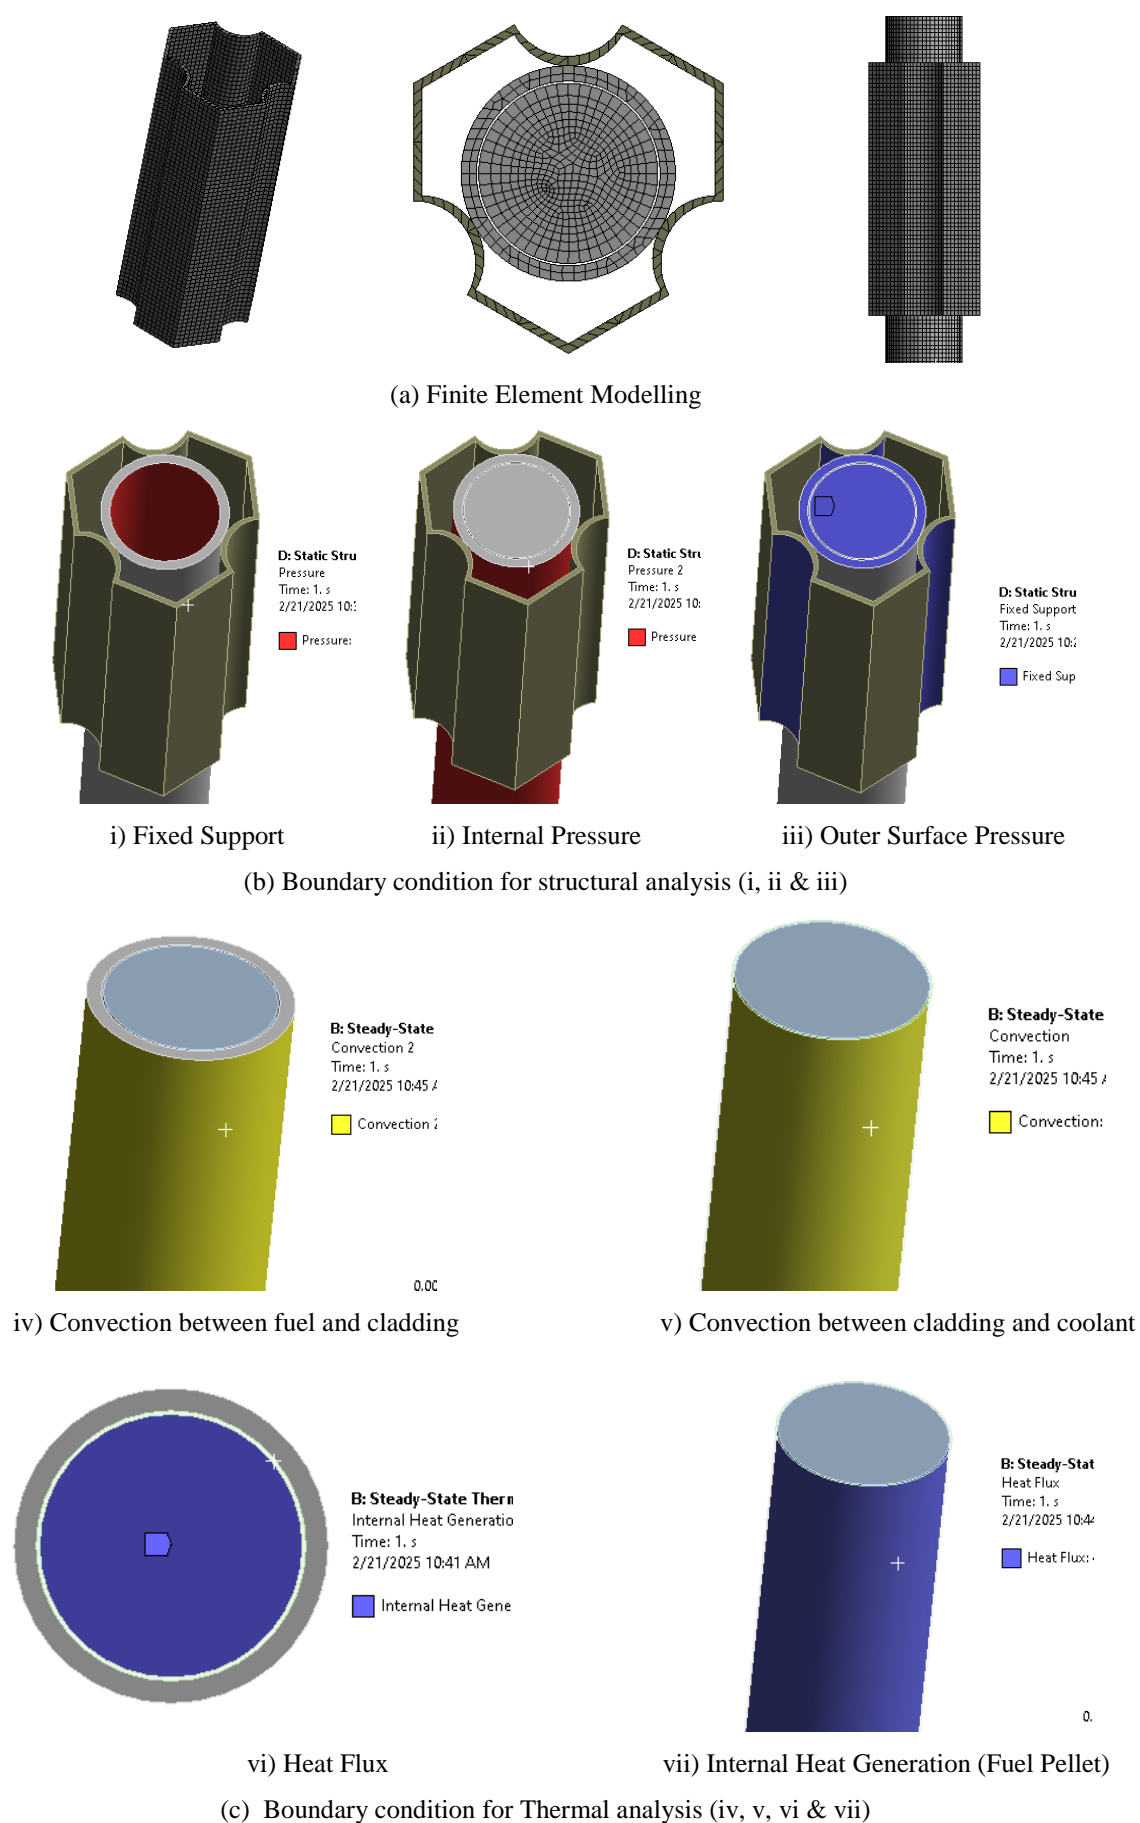 (a) Finite Element Modelling
D: Static Stru
Pressure
Time: 1. s
2/21/2025 10:3
Pressure:
D: Static Stru
Pressure 2
Time: 1. s
2/21/2025 10:
Pressure
D: Static Stru
Fixed Support
Time: 1. s
2/21/2025 10:2
Fixed Sup
i) Fixed Support
ii) Internal Pressure
iii) Outer Surface Pressure
(b) Boundary condition for structural analysis (i, ii & iii)
B: Steady-State
Convection 2
Time: 1. s
2/21/2025 10:45 A
Convection 2
0.00
B: Steady-State
Convection
Time: 1. s
2/21/2025 10:45 A
Convection:
iv) Convection between fuel and cladding
v) Convection between cladding and coolant
B: Steady-State Therm
Internal Heat Generatio
Time: 1. s
2/21/2025 10:41 AM
Internal Heat Gene
B: Steady-Stat
Heat Flux
Time: 1. s
2/21/2025 10:44
Heat Flux:
0.
vi) Heat Flux
vii) Internal Heat Generation (Fuel Pellet)
(c) Boundary condition for Thermal analysis (iv, v, vi & vii)